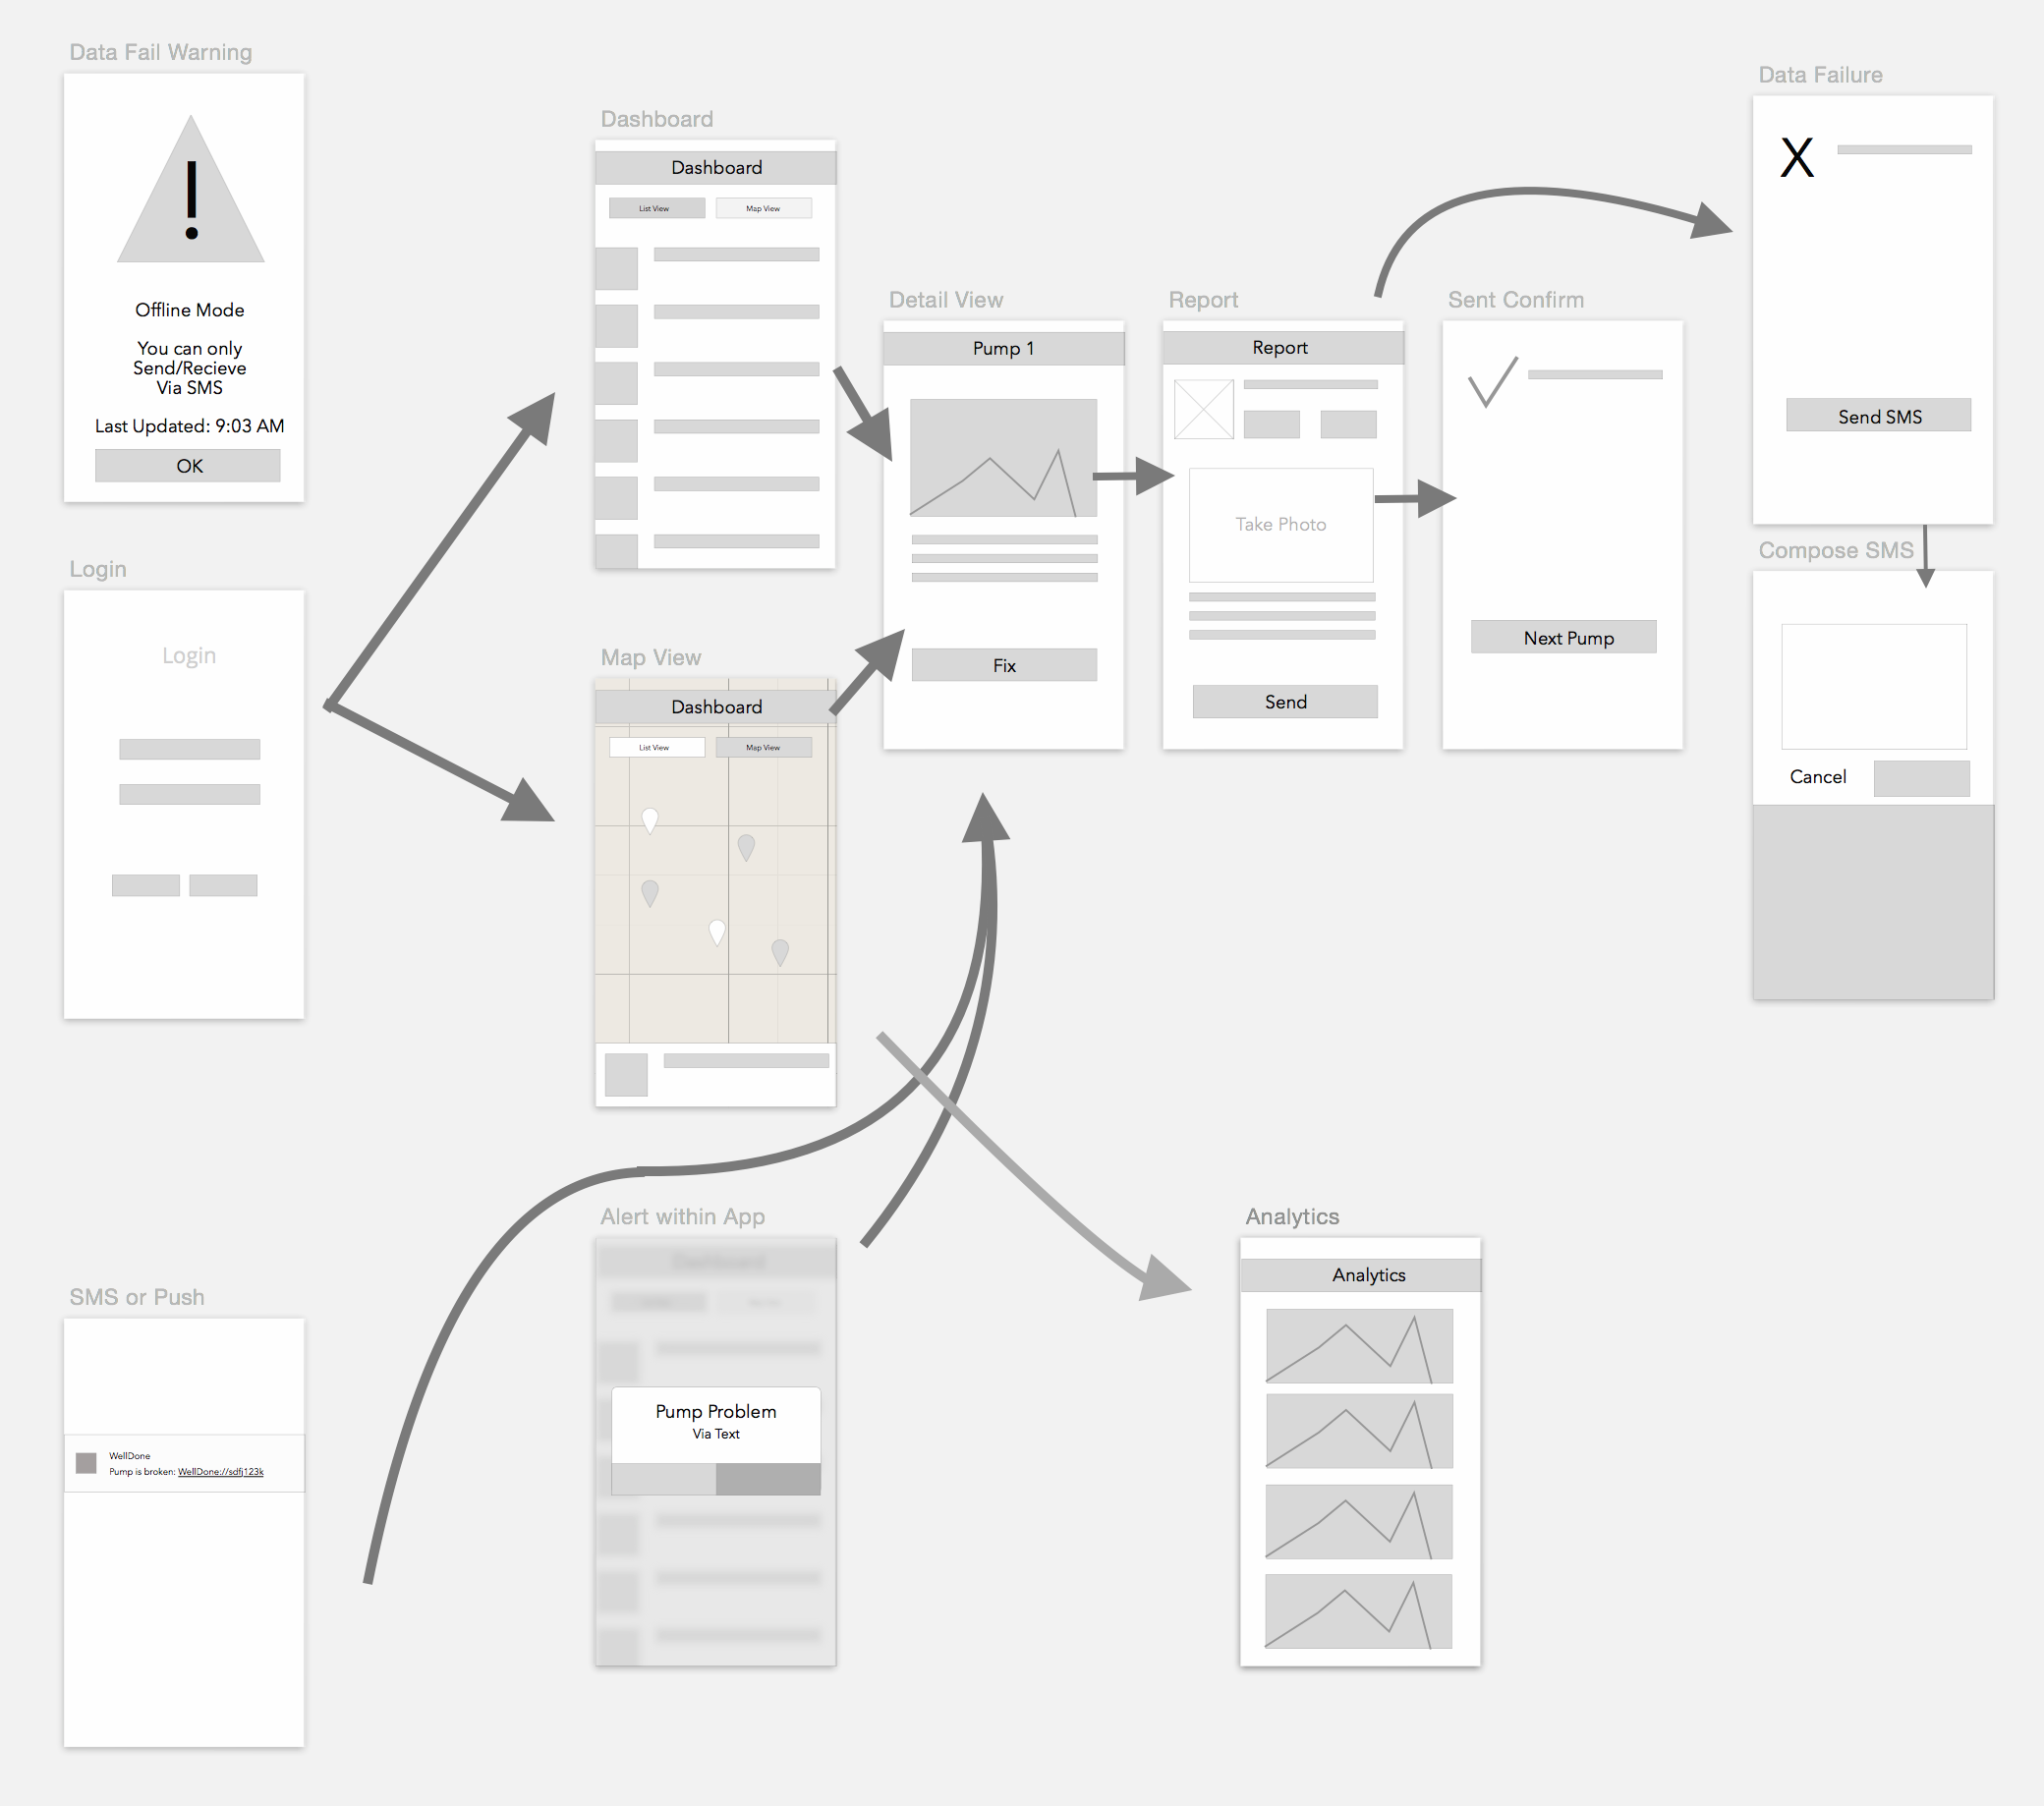 Data Fail Warning
!
Offline Mode
You can only
Send/Recieve
Via SMS
Last Updated: 9:03 AM
OK
Login
Login
Dashboard
Dashboard
List View
Map View
Map View
Dashboard
List View
Map View
Detail View
Pump 1
Fix
Report
Report
Take Photo
Send
Sent Confirm
Next Pump
Data Failure
X
Send SMS
Compose SMS
Cancel
SMS or Push
WellDone
Pump is broken: WellDone://sdfj123k
Alert within App
Dashboard
Pump Problem
Via Text
Analytics
Analytics